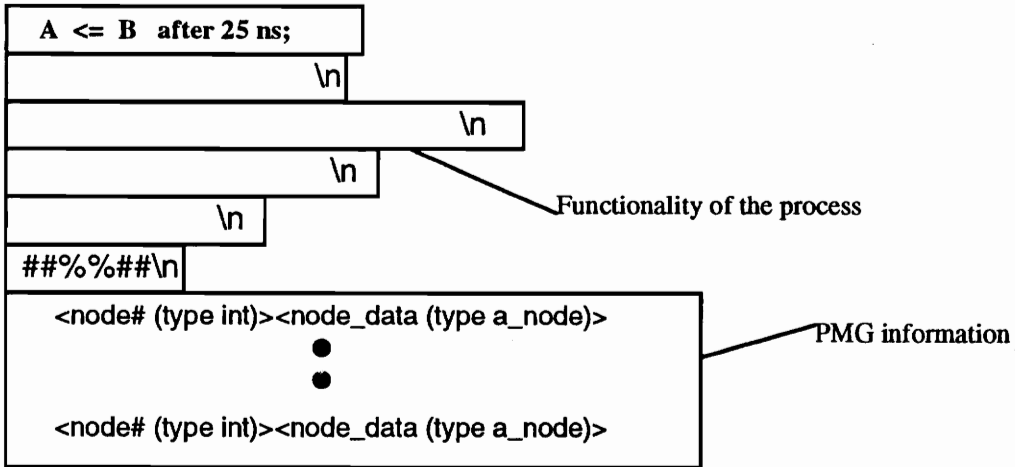 A <= B after 25 ns;
\n
\n
\n
\n
Functionality of the process
##%%##\n
<node# (type int)><node_data (type a_node)>
PMG information
<node# (type int)><node_data (type a_node)>